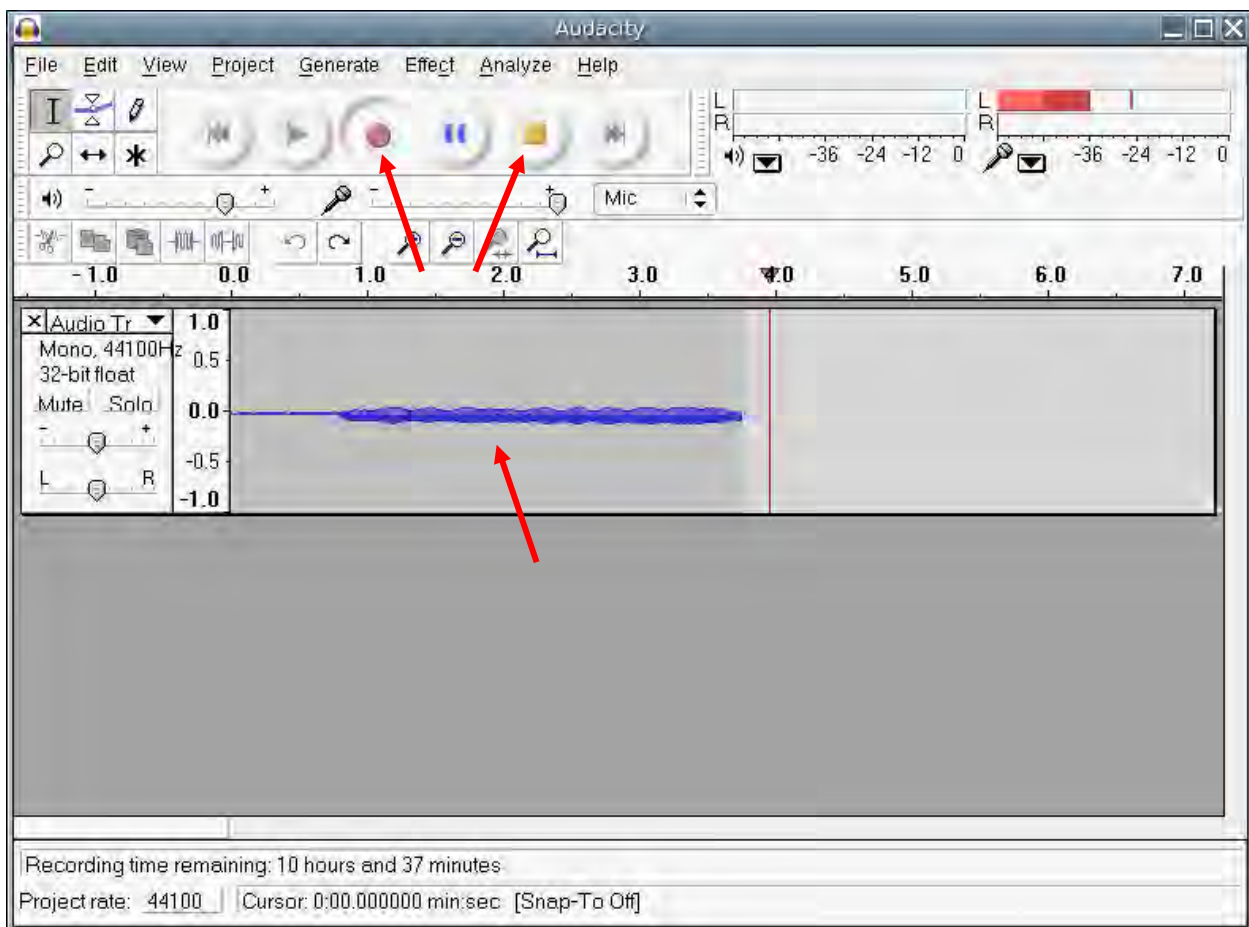 Audacity
File Edit View Project Generate Effect Analyze Help
L
R
-36 -24 -12 0
L
R
-36 -24 -12 0
- +
- +
Mic
-1.0 0.0 1.0 2.0 3.0 4.0 5.0 6.0 7.0
Audio Tr
Mono, 44100Hz
32-bit float
Mute Solo
- +
L R
1.0
0.5
0.0
-0.5
-1.0
Recording time remaining: 10 hours and 37 minutes
Project rate: 44100 Cursor: 0:00.000000 min:sec [Snap-To Off]